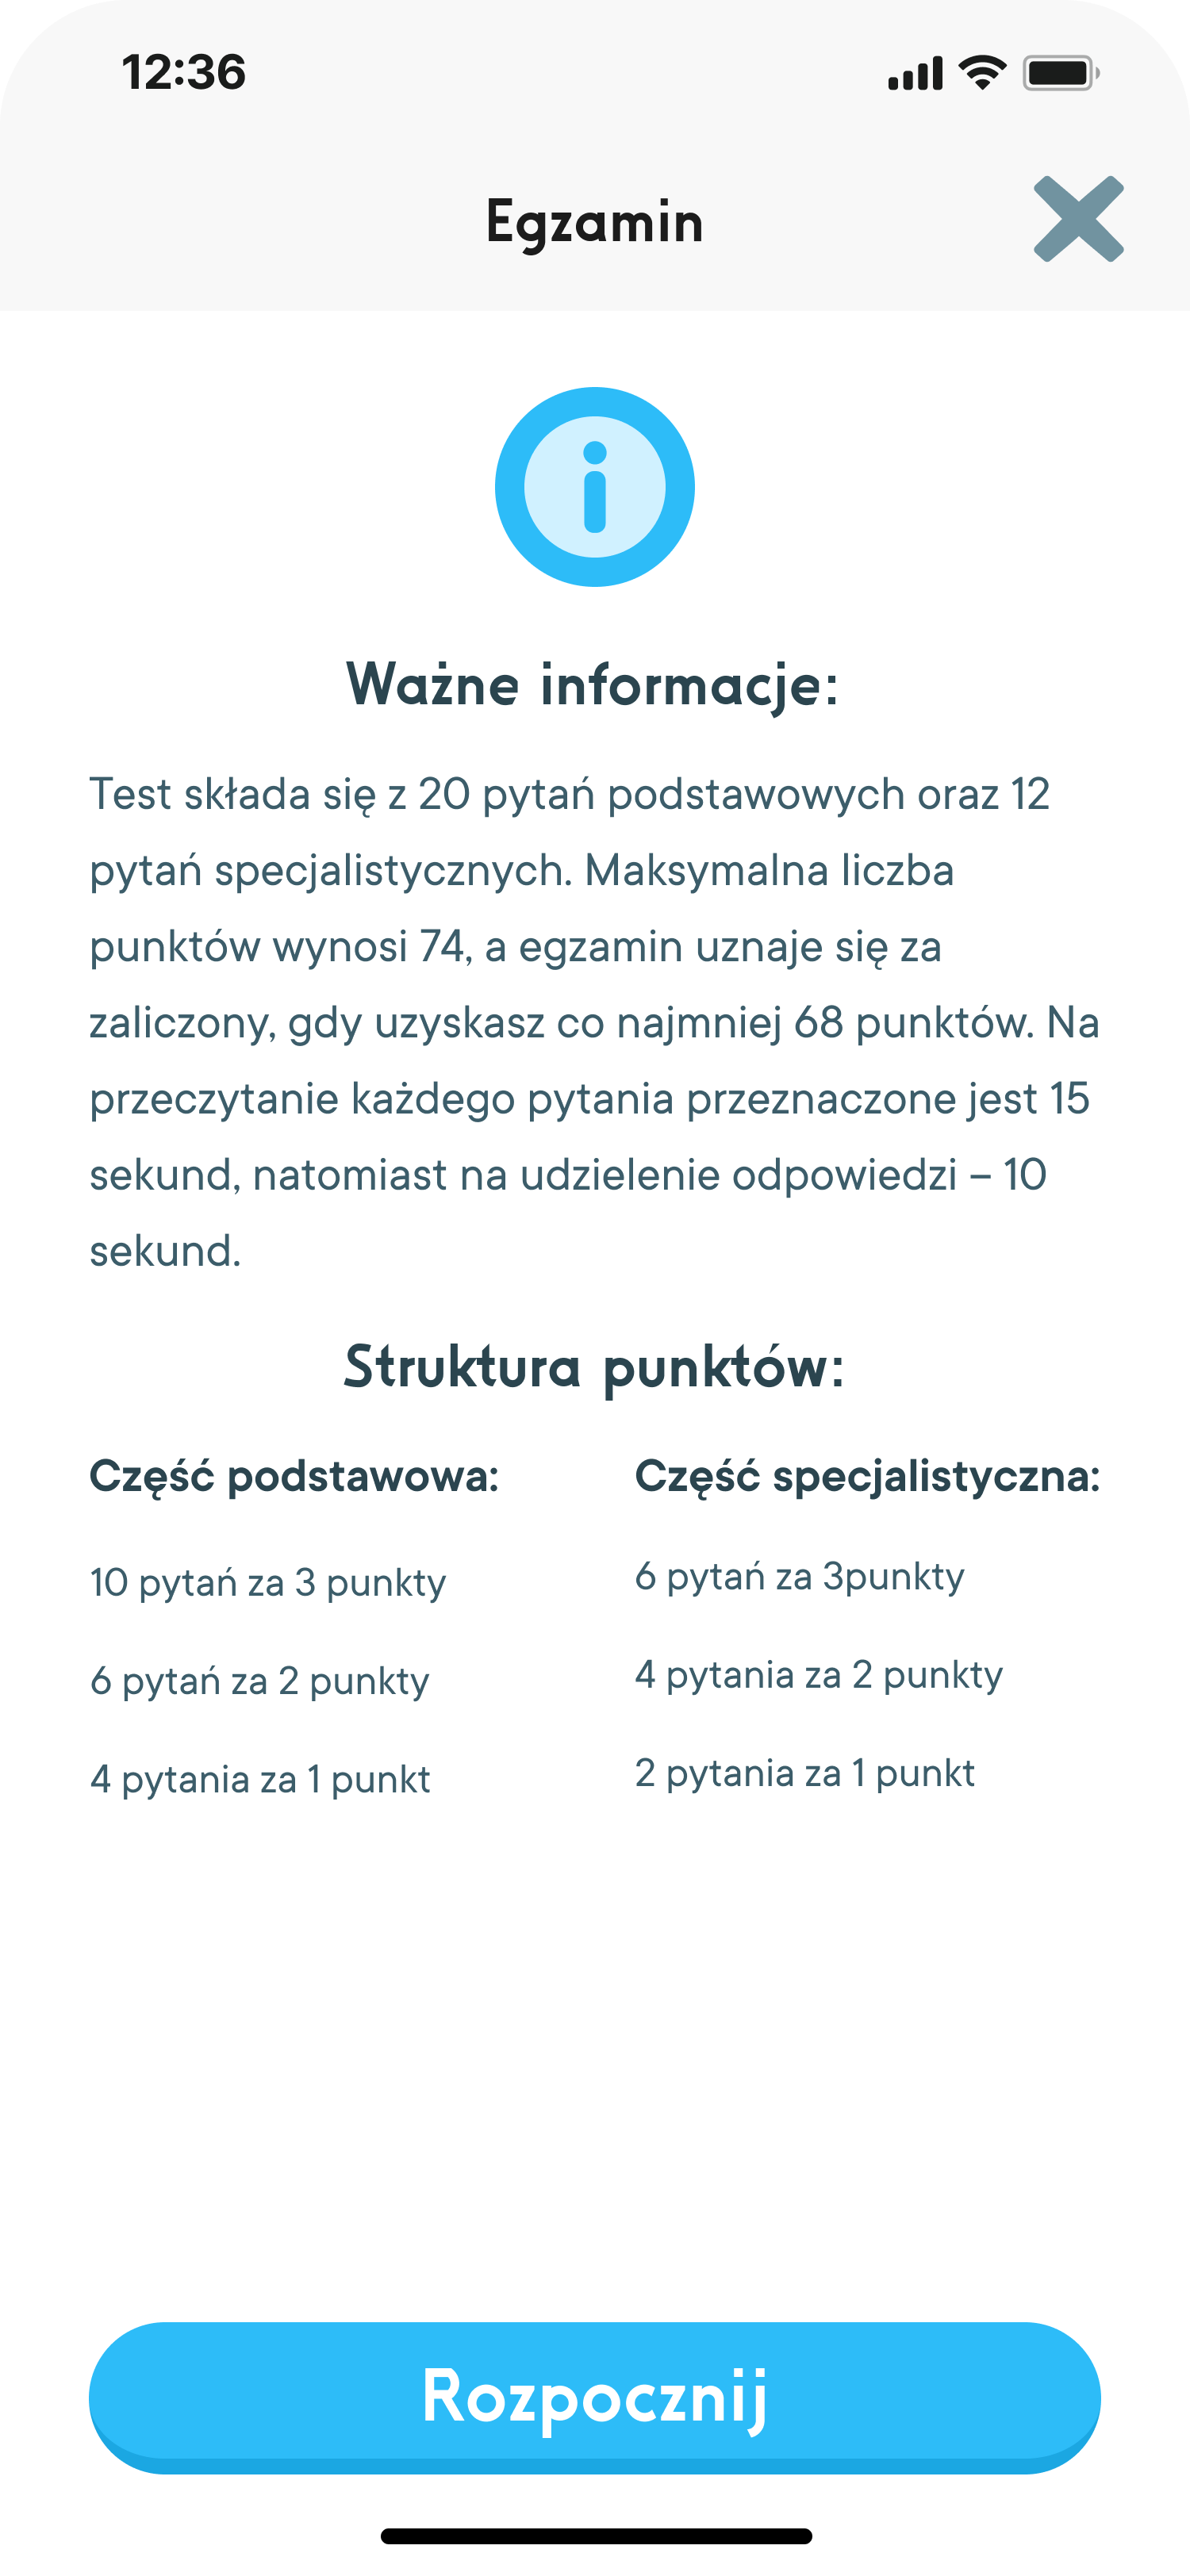 12:36
Egzamin
Ważne informacje:
Test składa się z 20 pytań podstawowych oraz 12
pytań specjalistycznych. Maksymalna liczba
punktów wynosi 74, a egzamin uznaje się za
zaliczony, gdy uzyskasz co najmniej 68 punktów. Na
przeczytanie każdego pytania przeznaczone jest 15
sekund, natomiast na udzielenie odpowiedzi – 10
sekund.
Struktura punktów:
Część podstawowa:
10 pytań za 3 punkty
6 pytań za 2 punkty
4 pytania za 1 punkt
Część specjalistyczna:
6 pytań za 3punkty
4 pytania za 2 punkty
2 pytania za 1 punkt
Rozpocznij